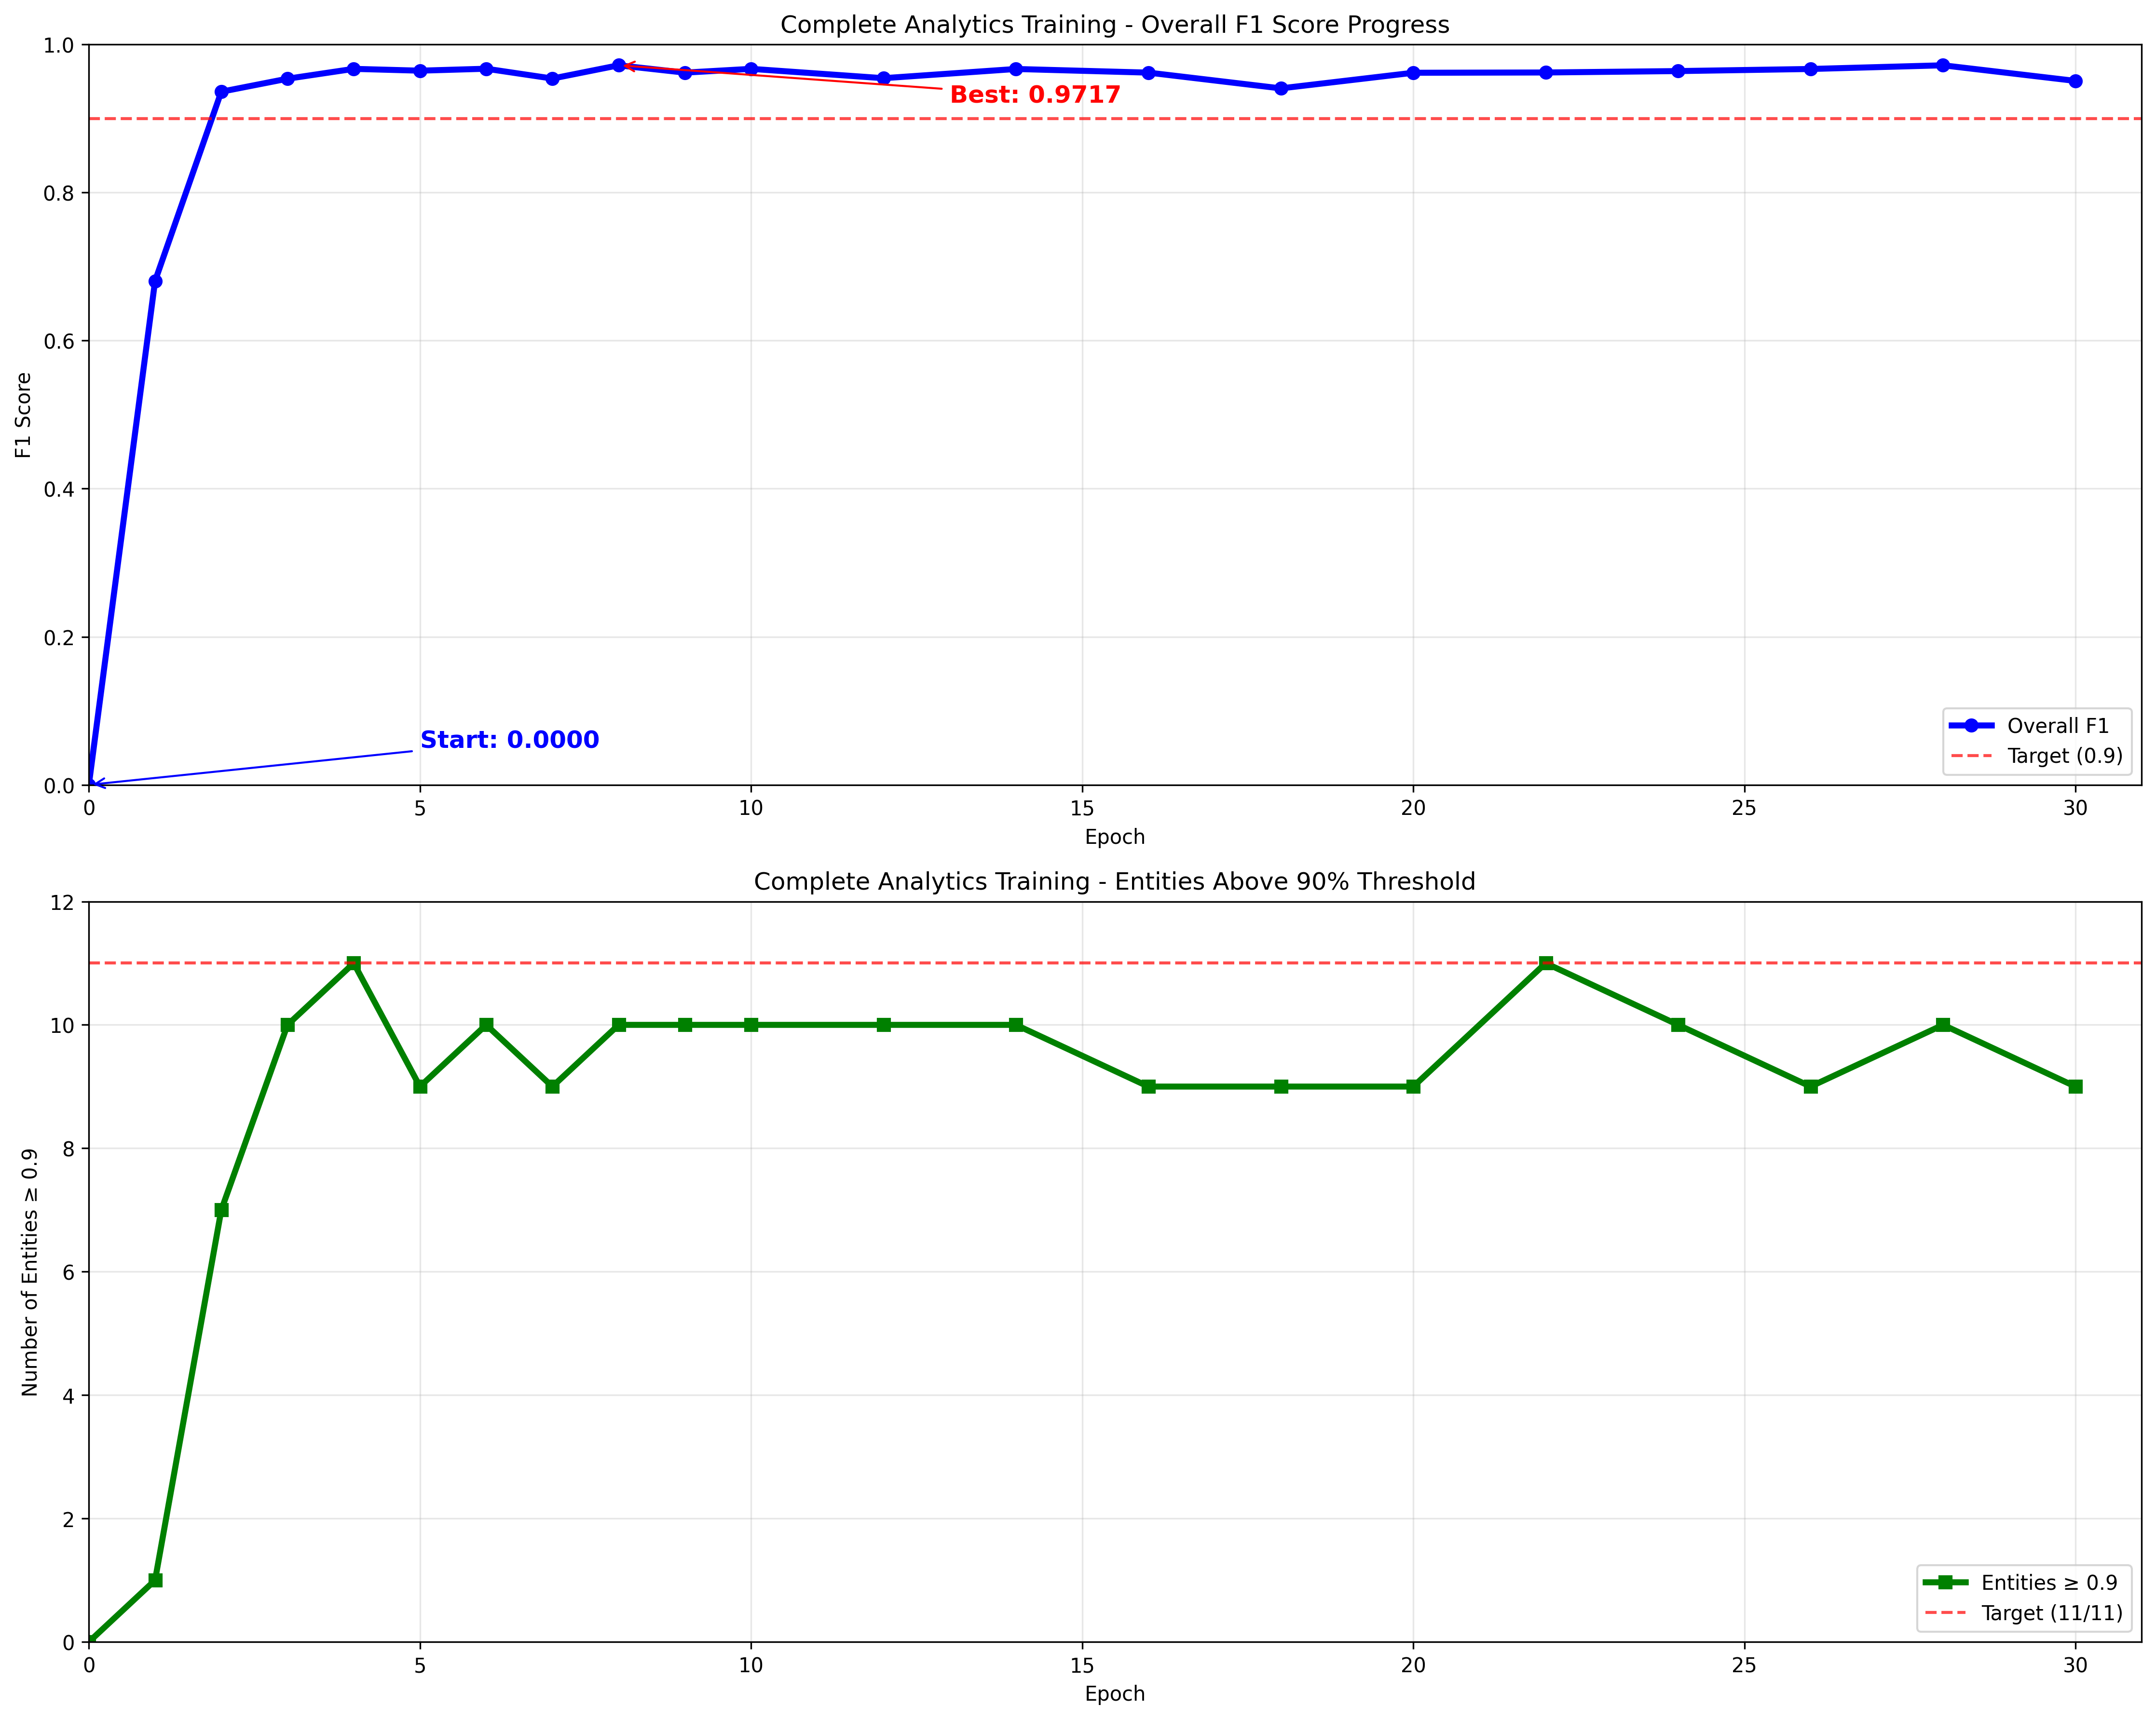 Complete Analytics Training - Overall F1 Score Progress
1.0
0.8
0.6
0.4
0.2
0.0
F1 Score
Best: 0.9717
Start: 0.0000
Overall F1
Target (0.9)
0 5 10 15 20 25 30
Epoch
Complete Analytics Training - Entities Above 90% Threshold
12
10
8
6
4
2
0
Number of Entities ≥ 0.9
Entities ≥ 0.9
Target (11/11)
0 5 10 15 20 25 30
Epoch